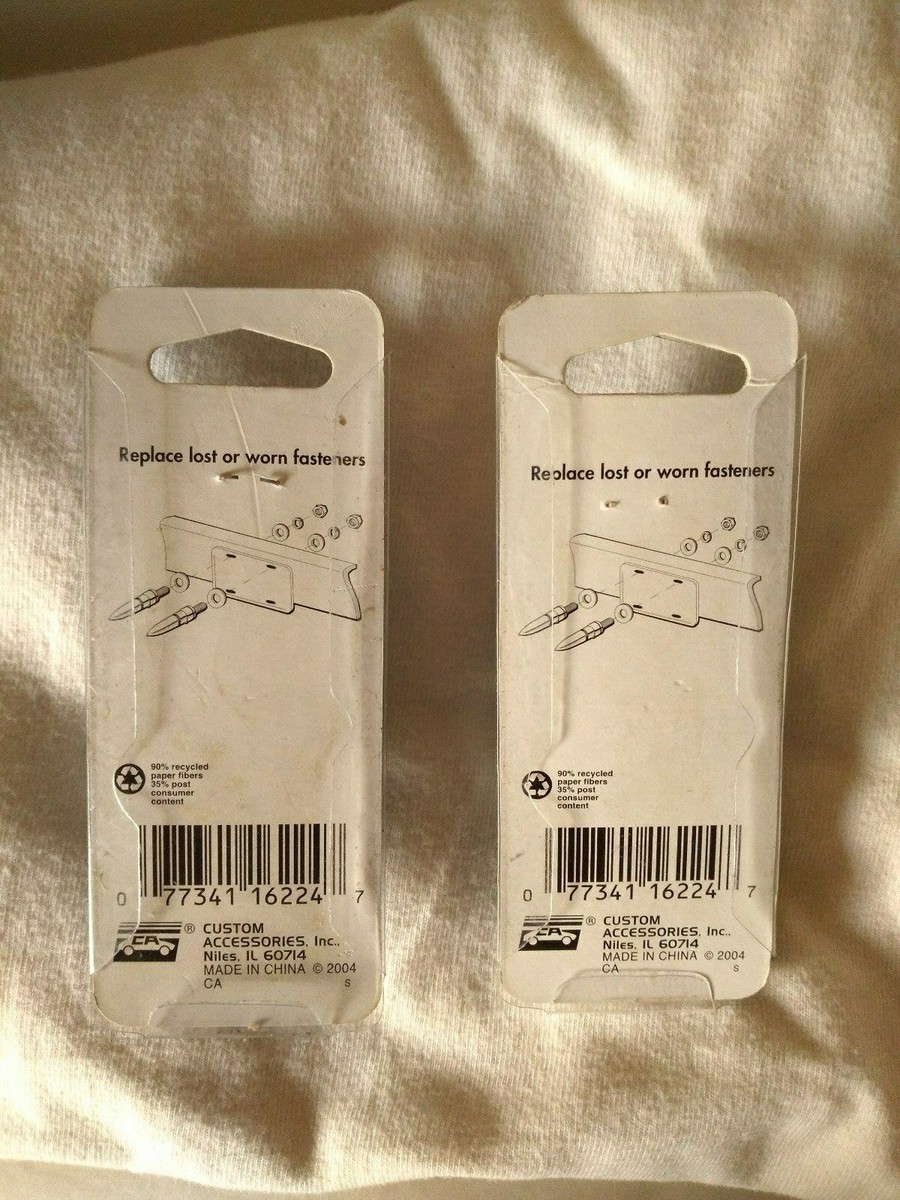 Replace lost or worn fasteners
90% recycled
paper fibers
35% post
consumer
content
0 77341 16224 7
CA ®
CUSTOM
ACCESSORIES, Inc.,
Niles, IL 60714
MADE IN CHINA © 2004
CA S
Replace lost or worn fasteners
90% recycled
paper fibers
35% post
consumer
content
0 77341 16224 7
CA ®
CUSTOM
ACCESSORIES, Inc.,
Niles, IL 60714
MADE IN CHINA © 2004
CA S